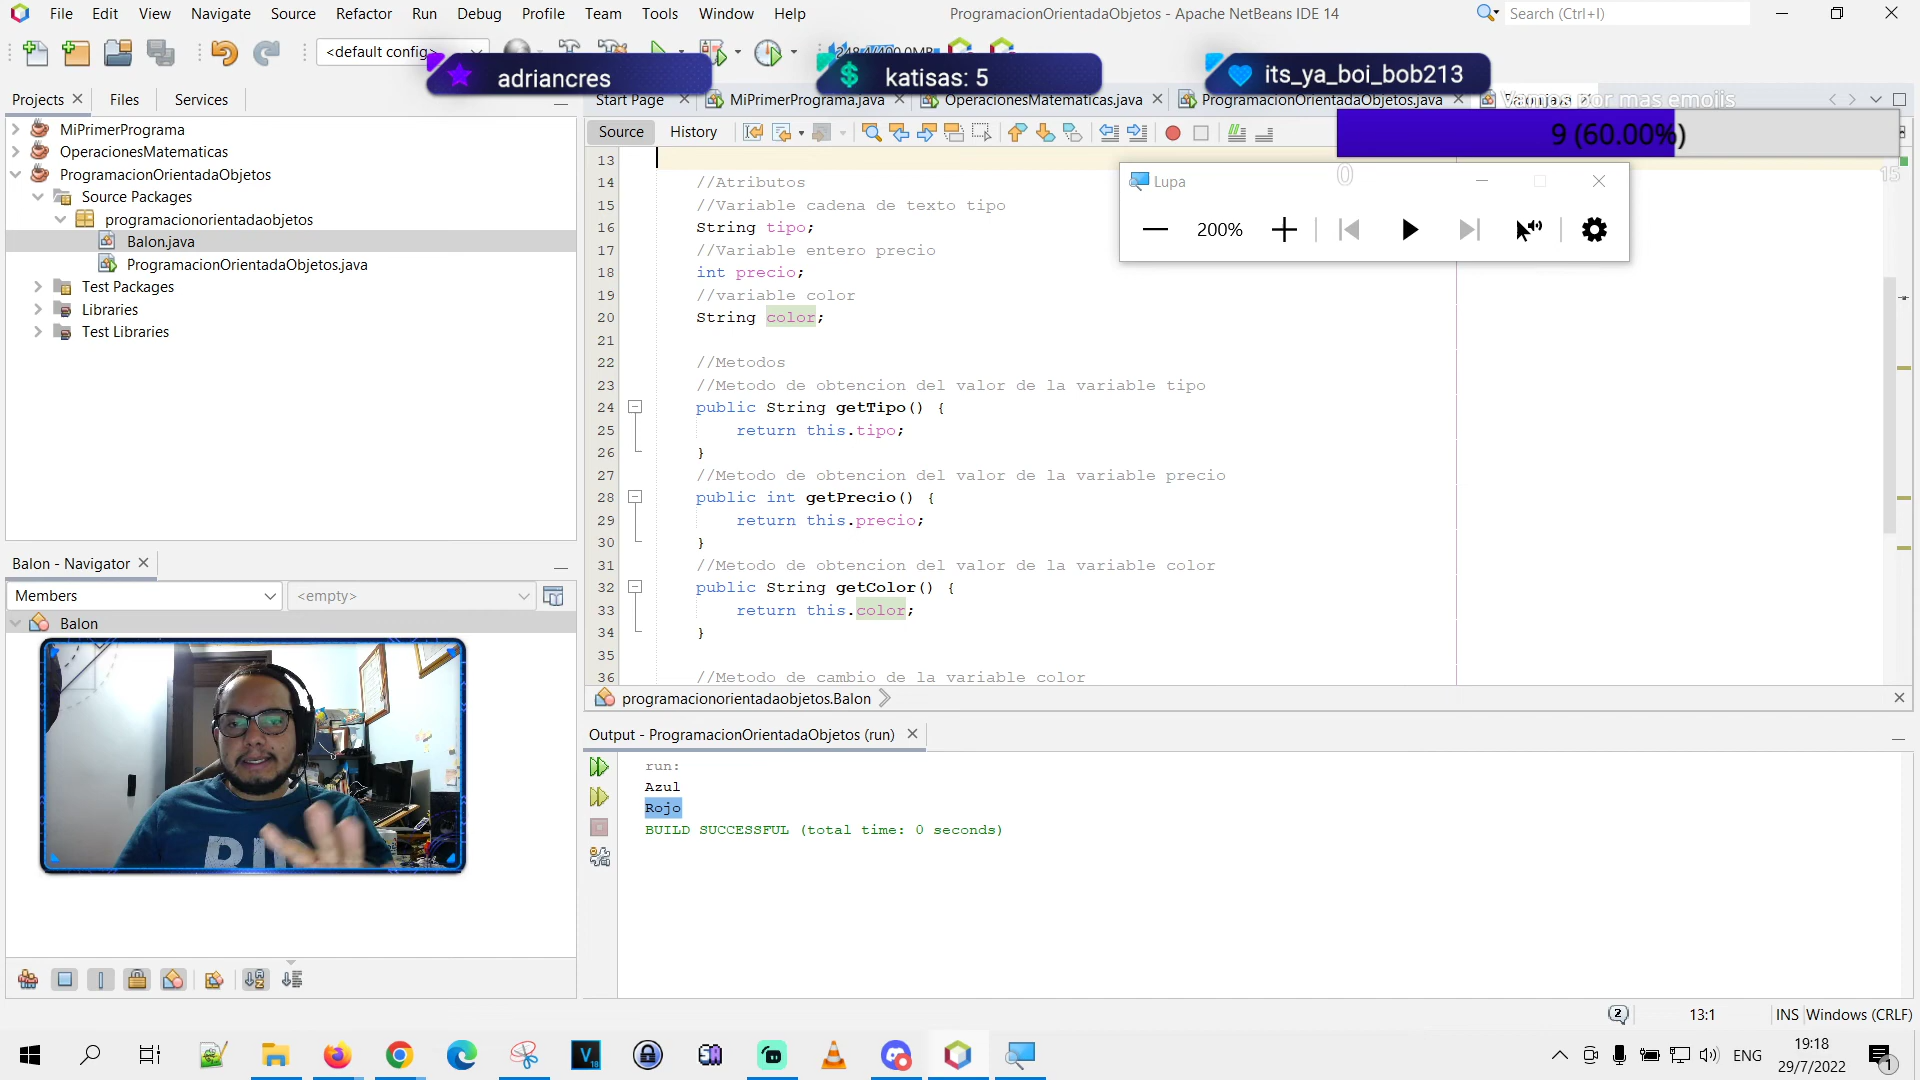 File Edit View Navigate Source Refactor Run Debug Profile Team Tools Window Help
ProgramacionOrientadaObjetos - Apache NetBeans IDE 14
Search (Ctrl+I)
<default config>
adriancres
katisas: 5
its_ya_boi_bob213
Projects Files Services
Start Page MiPrimerPrograma.java OperacionesMatematicas.java ProgramacionOrientadaObjetos.java
Vamos por mas emojis
9 (60.00%)
0
15
Source History
MiPrimerPrograma
OperacionesMatematicas
ProgramacionOrientadaObjetos
Source Packages
programacionorientadaobjetos
Balon.java
ProgramacionOrientadaObjetos.java
Test Packages
Libraries
Test Libraries
Lupa
200%
13
14 //Atributos
15 //Variable cadena de texto tipo
16 String tipo;
17 //Variable entero precio
18 int precio;
19 //variable color
20 String color;
21
22 //Metodos
23 //Metodo de obtencion del valor de la variable tipo
24 public String getTipo() {
25 return this.tipo;
26 }
27 //Metodo de obtencion del valor de la variable precio
28 public int getPrecio() {
29 return this.precio;
30 }
31 //Metodo de obtencion del valor de la variable color
32 public String getColor() {
33 return this.color;
34 }
35
36 //Metodo de cambio de la variable color
programacionorientadaobjetos.Balon
Balon - Navigator
Members
<empty>
Balon
Output - ProgramacionOrientadaObjetos (run)
run:
Azul
Rojo
BUILD SUCCESSFUL (total time: 0 seconds)
2
13:1
INS
Windows (CRLF)
ENG
19:18
29/7/2022
1